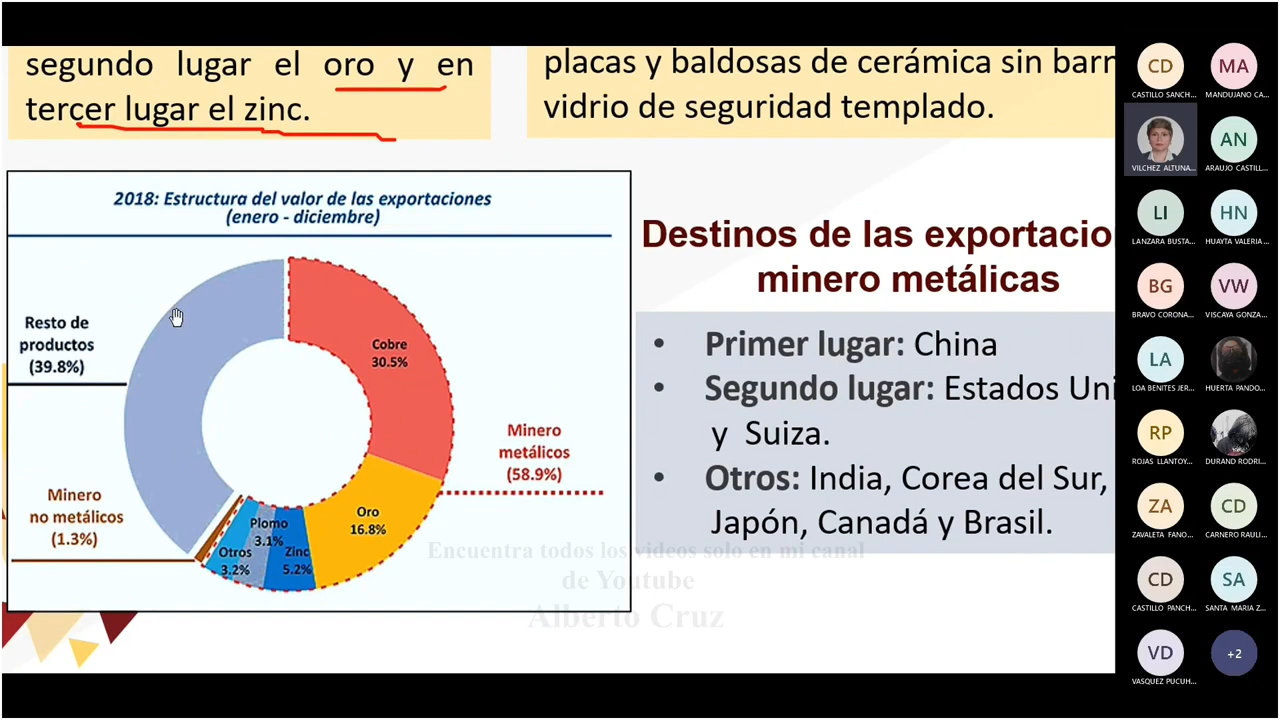 segundo lugar el oro y en
tercer lugar el zinc.
placas y baldosas de cerámica sin barn
vidrio de seguridad templado.
2018: Estructura del valor de las exportaciones
(enero - diciembre)
Resto de
productos
(39.8%)
Cobre
30.5%
Minero
metálicos
(58.9%)
Minero
no metálicos
(1.3%)
Oro
16.8%
Plomo
3.1%
Zinc
5.2%
Otros
3.2%
Destinos de las exportacio
minero metálicas
• Primer lugar: China
• Segundo lugar: Estados Uni
y Suiza.
• Otros: India, Corea del Sur,
Japón, Canadá y Brasil.
Encuentra todos los videos solo en mi canal
de Youtube
Alberto Cruz
CD
CASTILLO SANCH...
MA
MANDUJANO CA...
VILCHEZ ALTUNA...
AN
ARAUJO CASTILL...
LI
LANZARA BUSTA...
HN
HUAYTA VALERIA ...
BG
BRAVO CORONA...
VW
VISCAYA GONZA...
LA
LOA BENITES JER...
HUERTA PANDO...
RP
ROJAS LLANTOY...
DURAND RODRI...
ZA
ZAVALETA FANO...
CD
CARNERO RAULI...
CD
CASTILLO PANCH...
SA
SANTA MARIA Z...
VD
VASQUEZ PUCUH...
+2